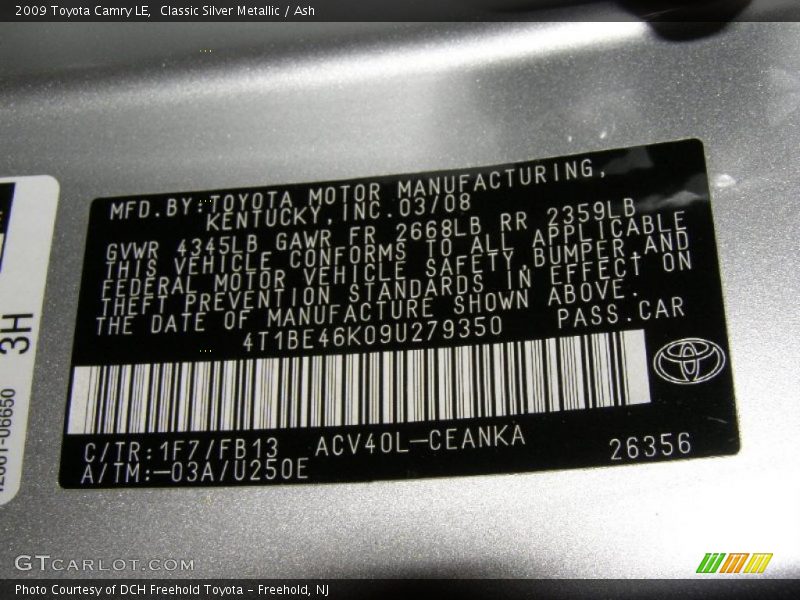 2009 Toyota Camry LE,  Classic Silver Metallic / Ash
MFD.BY:TOYOTA MOTOR MANUFACTURING,
KENTUCKY,INC.03/08
GVWR 4345LB GAWR FR 2668LB RR 2359LB
THIS VEHICLE CONFORMS TO ALL APPLICABLE
FEDERAL MOTOR VEHICLE SAFETY,BUMPER,AND
THEFT PREVENTION STANDARDS IN EFFECT ON
THE DATE OF MANUFACTURE SHOWN ABOVE.
4T1BE46K09U279350 PASS.CAR
C/TR:1F7/FB13 ACV40L-CEANKA
A/TM:-03A/U250E 26356
3H
06650
GTCARLOT.COM
Photo Courtesy of DCH Freehold Toyota - Freehold, NJ